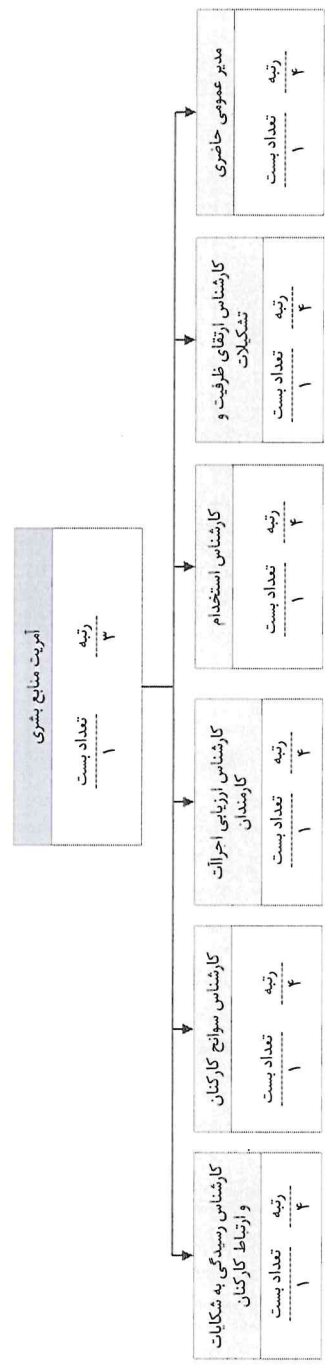 آمریت منابع بشری
رتبه تعداد بست
۳ ۱
مدیر عمومی حاضری
رتبه تعداد بست
۴ ۱
کارشناس ارتقای ظرفیت و
تشکیلات
رتبه تعداد بست
۴ ۱
کارشناس استخدام
رتبه تعداد بست
۴ ۱
کارشناس ارزیابی اجراآت
کارمندان
رتبه تعداد بست
۴ ۱
کارشناس سوانح کارکنان
رتبه تعداد بست
۴ ۱
کارشناس رسیدگی به شکایات
و ارتباط کارکنان
رتبه تعداد بست
۴ ۱